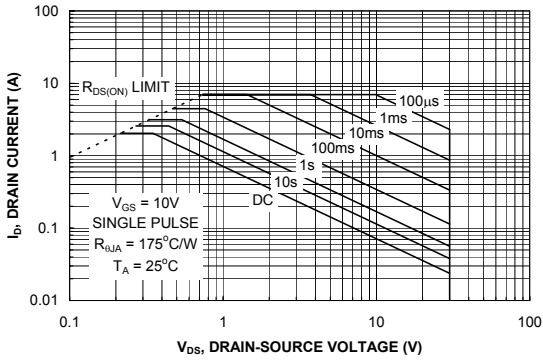 100
10
1
0.1
0.01
I_D, DRAIN CURRENT (A)
R_DS(ON) LIMIT
100μs
1ms
10ms
100ms
1s
10s
DC
V_GS = 10V
SINGLE PULSE
R_θJA = 175°C/W
T_A = 25°C
0.1
1
10
100
V_DS, DRAIN-SOURCE VOLTAGE (V)